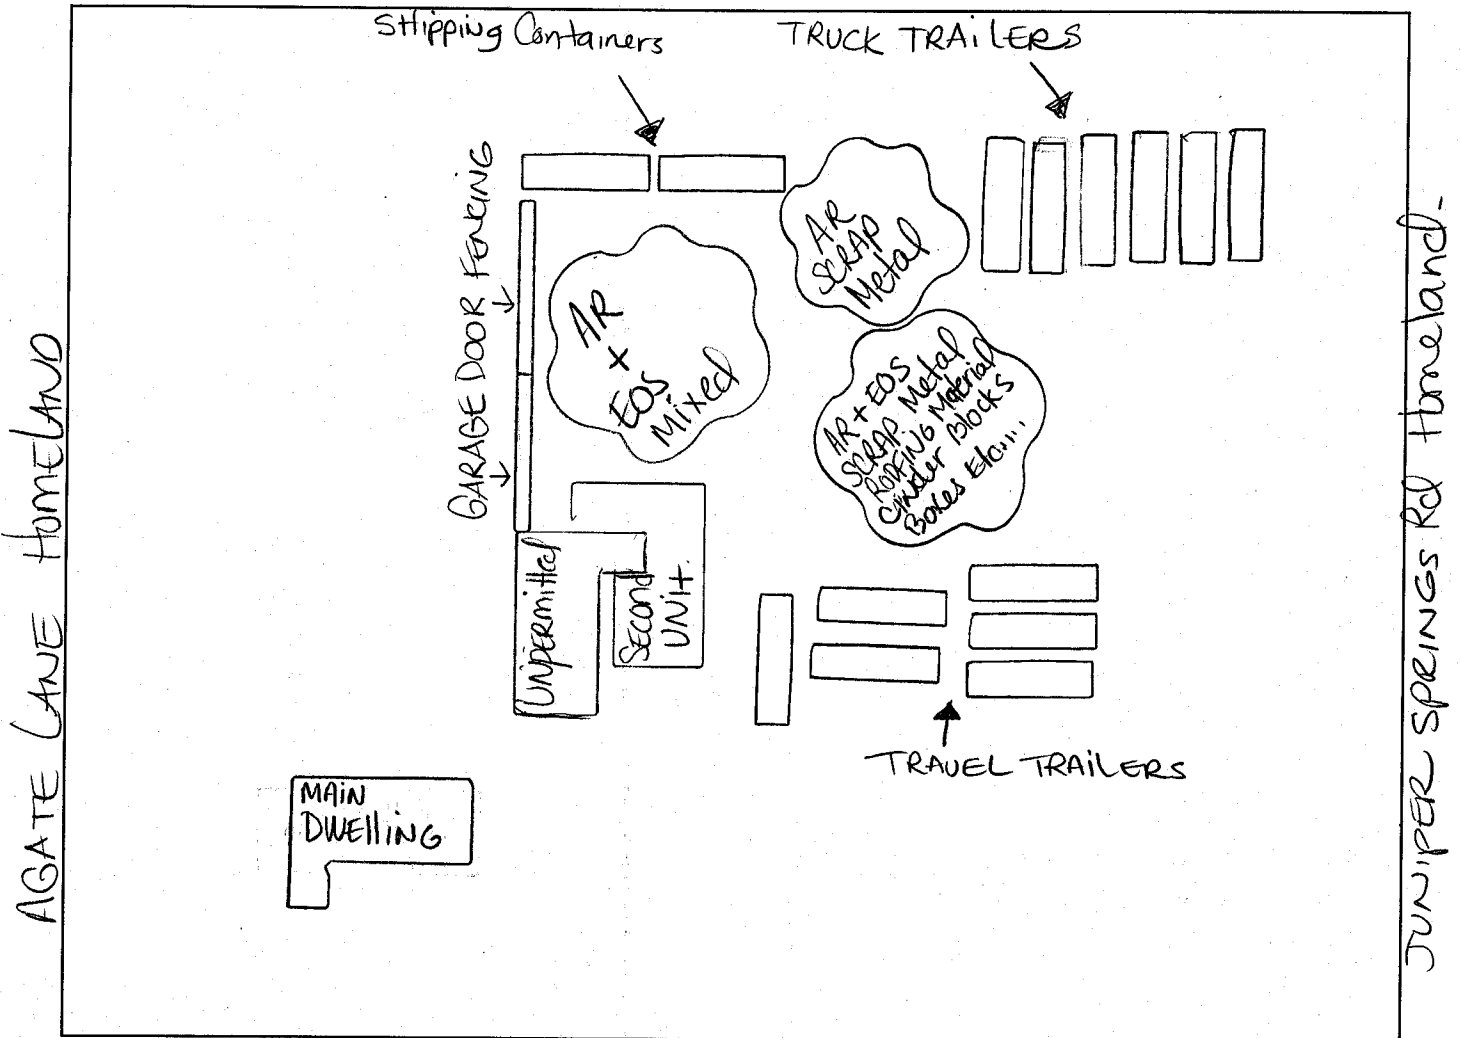 Shipping Containers
TRUCK TRAILERS
GARAGE DOOR FENCING
AR
SCRAP
Metal
AR
+
EOS
Mixed
AR + EOS
SCRAP Metal
ROOFING Material
Cinder Blocks
Boxes Etc....
Unpermitted
Second
UNit.
TRAVEL TRAILERS
MAIN
DWElliNG
AGATE LANE HOMELAND
JUNIPER SPRINGS Rd Homeland.